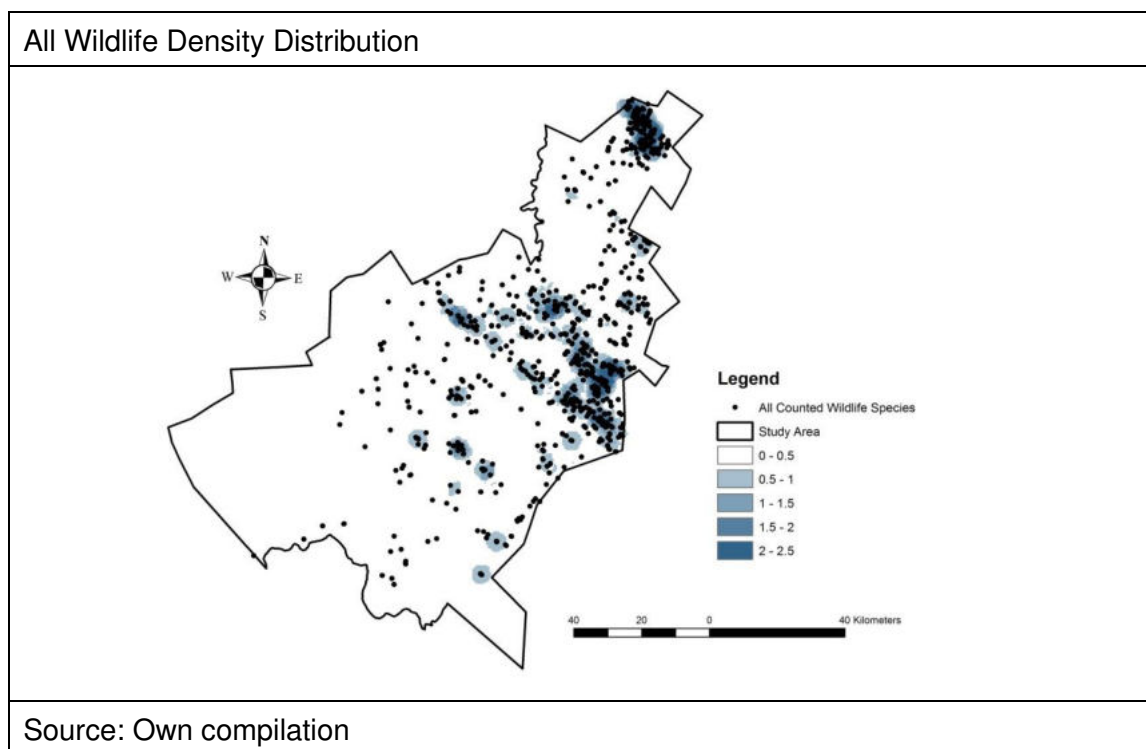 All Wildlife Density Distribution
N
W E
S
Legend
All Counted Wildlife Species
Study Area
0 - 0.5
0.5 - 1
1 - 1.5
1.5 - 2
2 - 2.5
40 20 0 40 Kilometers
Source: Own compilation